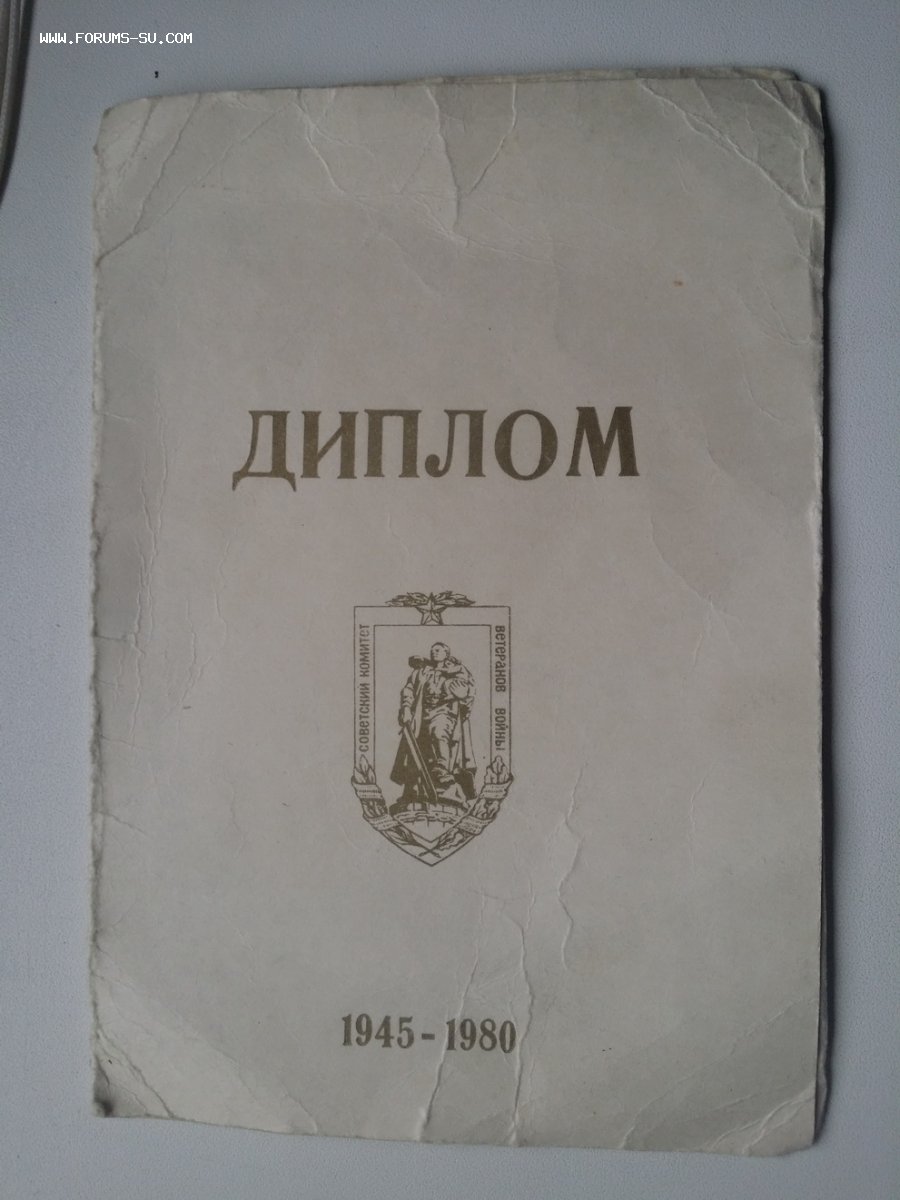 WWW.FORUMS-SU.COM
ДИПЛОМ
СОВЕТСКИЙ КОМИТЕТ
ВЕТЕРАНОВ ВОЙНЫ
1945-1980